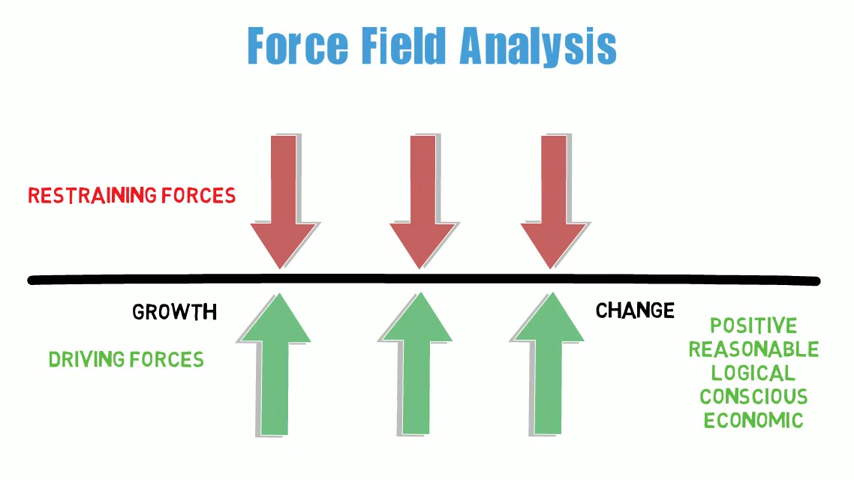 Force Field Analysis
RESTRAINING FORCES
GROWTH
CHANGE
DRIVING FORCES
POSITIVE
REASONABLE
LOGICAL
CONSCIOUS
ECONOMIC